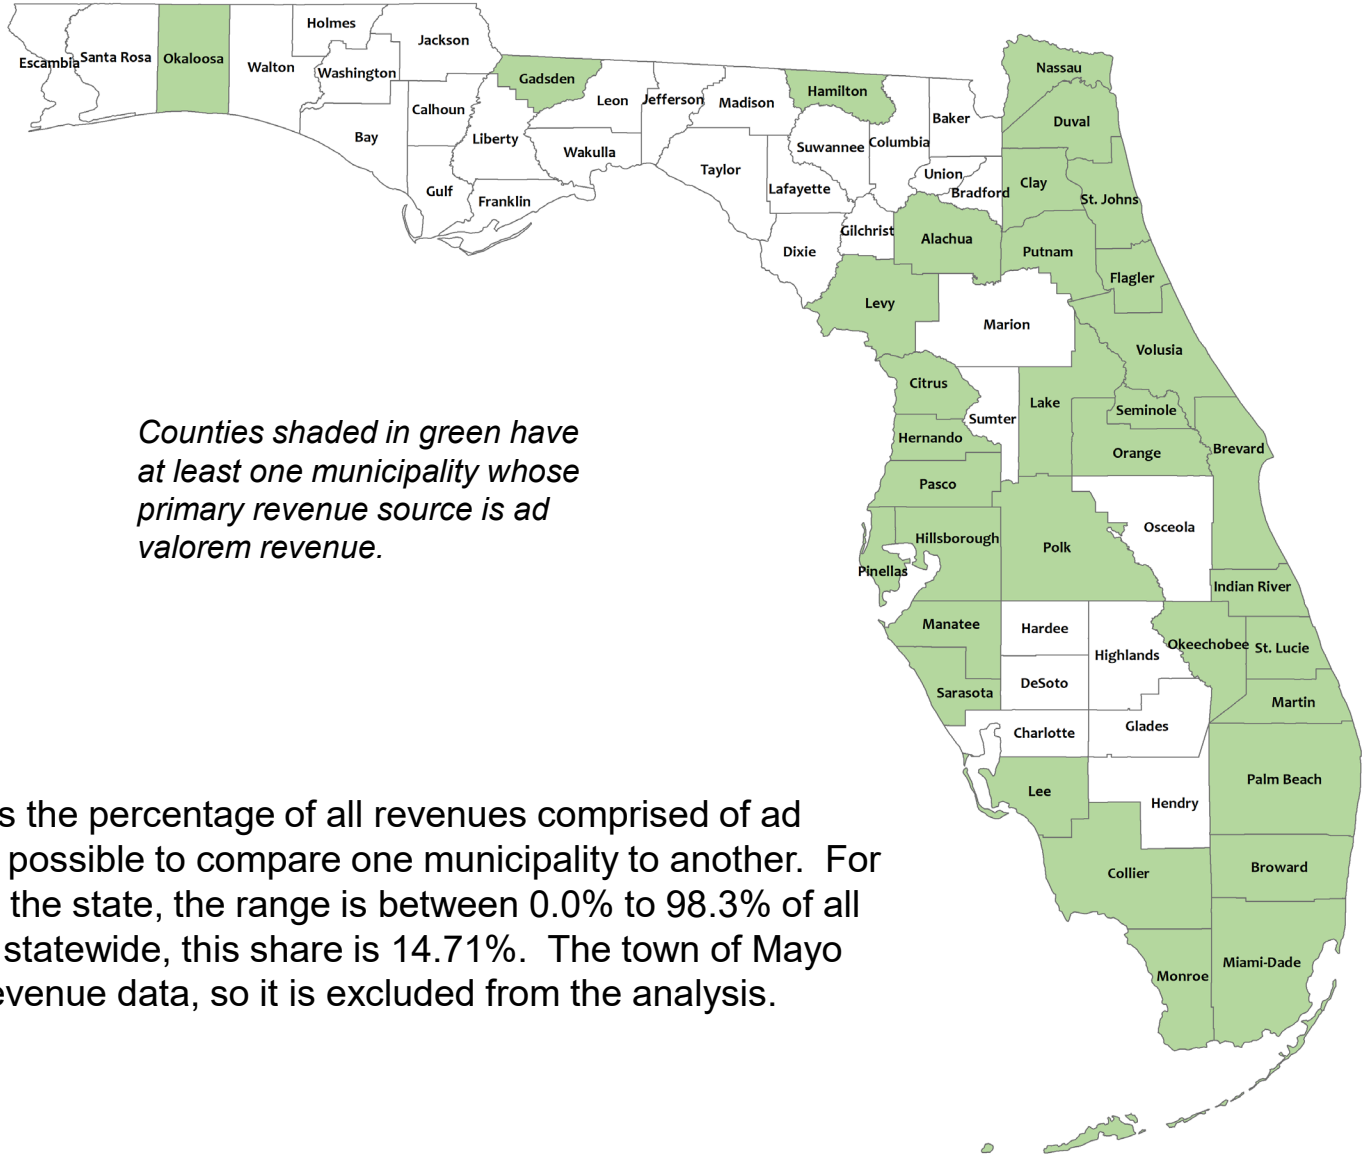 Holmes
Jackson
Escambia
Santa Rosa
Okaloosa
Walton
Washington
Gadsden
Nassau
Hamilton
Leon
Jefferson
Madison
Calhoun
Baker
Duval
Bay
Liberty
Wakulla
Suwannee
Columbia
Taylor
Union
Clay
Gulf
Franklin
Lafayette
Bradford
St. Johns
Gilchrist
Alachua
Dixie
Putnam
Flagler
Levy
Marion
Volusia
Citrus
Lake
Seminole
Sumter
Hernando
Orange
Brevard
Pasco
Osceola
Hillsborough
Polk
Pinellas
Indian River
Manatee
Hardee
Highlands
Okeechobee
St. Lucie
DeSoto
Sarasota
Martin
Charlotte
Glades
Palm Beach
Lee
Hendry
Collier
Broward
Monroe
Miami-Dade
Counties shaded in green have
at least one municipality whose
primary revenue source is ad
valorem revenue.
s the percentage of all revenues comprised of ad
possible to compare one municipality to another. For
the state, the range is between 0.0% to 98.3% of all
statewide, this share is 14.71%. The town of Mayo
evenue data, so it is excluded from the analysis.